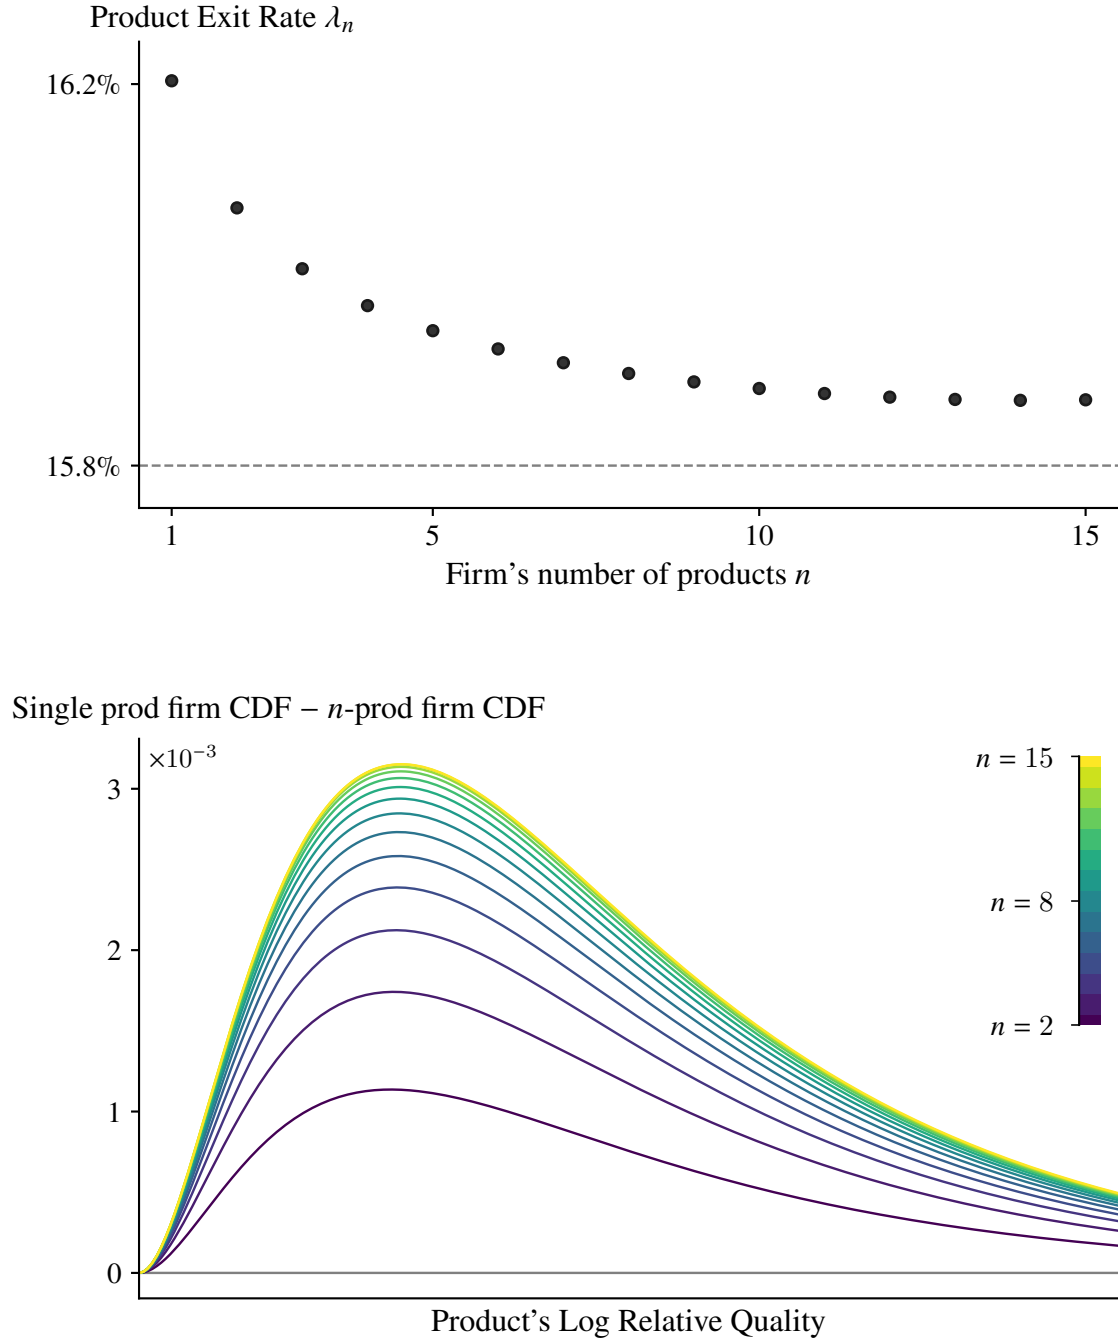 Product Exit Rate λₙ
16.2%
15.8%
1 5 10 15
Firm's number of products n
Single prod firm CDF – n-prod firm CDF
×10⁻³
n = 15
3
n = 8
2
n = 2
1
0
Product's Log Relative Quality